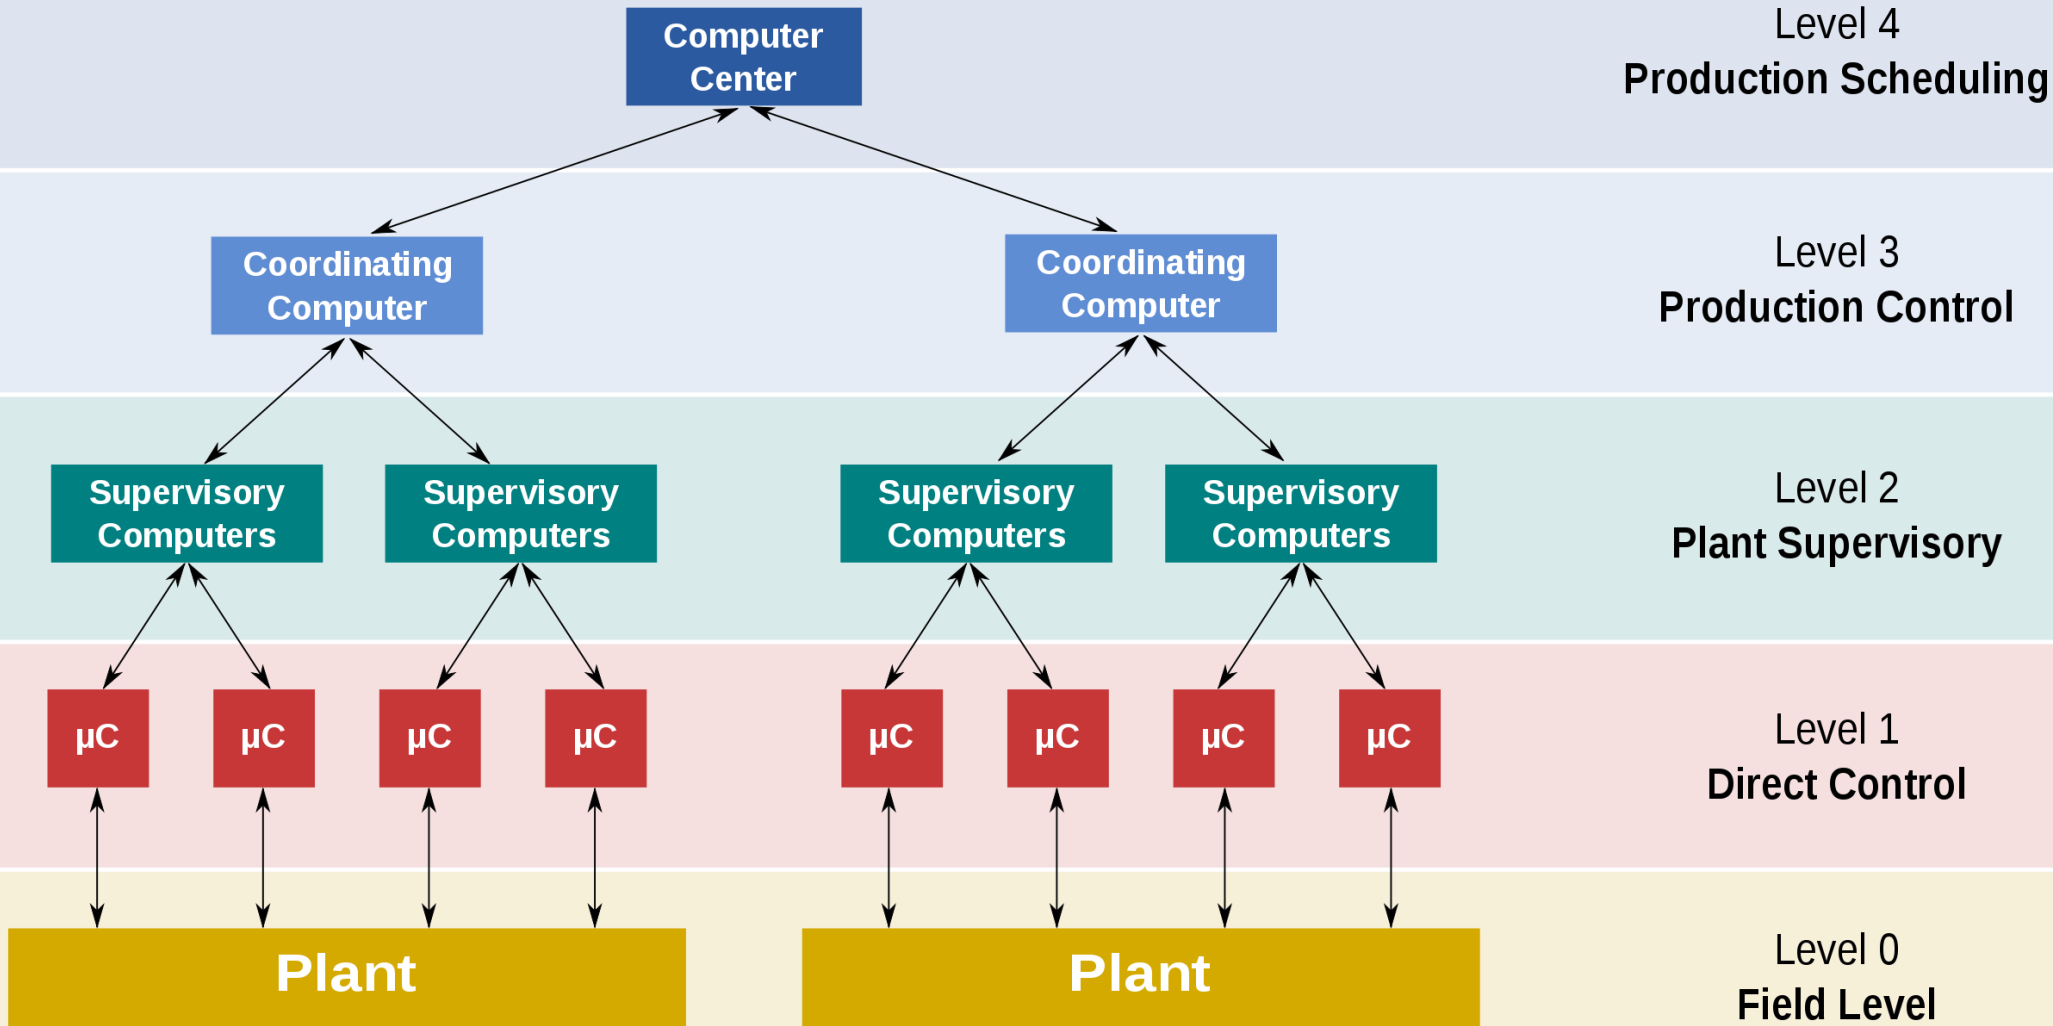 Computer
Center
Level 4
Production Scheduling
Coordinating
Computer
Coordinating
Computer
Level 3
Production Control
Supervisory
Computers
Supervisory
Computers
Supervisory
Computers
Supervisory
Computers
Level 2
Plant Supervisory
µC
µC
µC
µC
µC
µC
µC
µC
Level 1
Direct Control
Plant
Plant
Level 0
Field Level